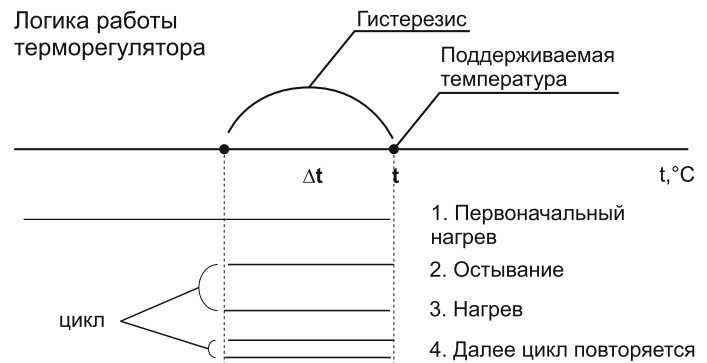 Логика работы
терморегулятора
Гистерезис
Поддерживаемая
температура
Δt
t
t,°C
1. Первоначальный
нагрев
2. Остывание
3. Нагрев
цикл
4. Далее цикл повторяется